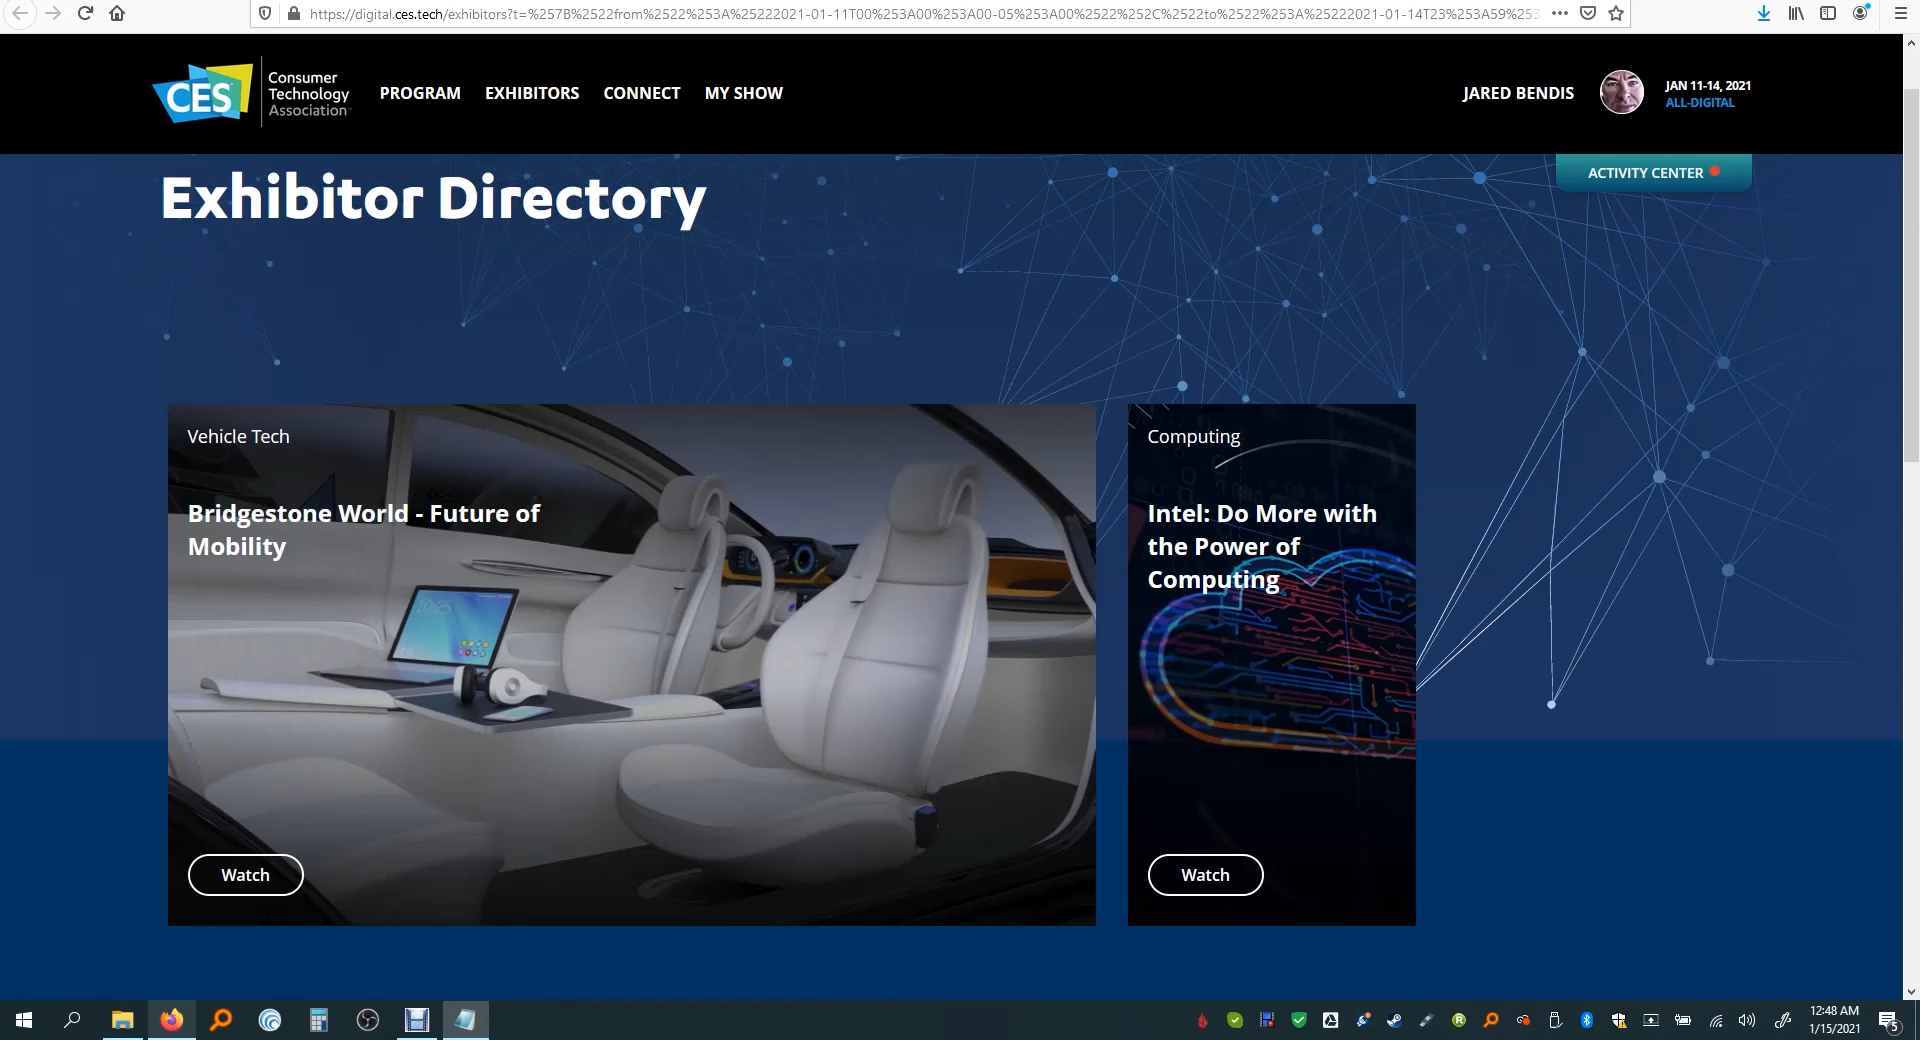 https://digital.ces.tech/exhibitors?t=%257B%2522from%2522%253A%25222021-01-11T00%253A00%253A00-05%253A00%2522%252C%2522to%2522%253A%25222021-01-14T23%253A59%253
CES
Consumer
Technology
Association
PROGRAM
EXHIBITORS
CONNECT
MY SHOW
JARED BENDIS
JAN 11-14, 2021
ALL-DIGITAL
ACTIVITY CENTER
Exhibitor Directory
Vehicle Tech
Bridgestone World - Future of
Mobility
10:25
Watch
Computing
Intel: Do More with
the Power of
Computing
Watch
12:48 AM
1/15/2021
5